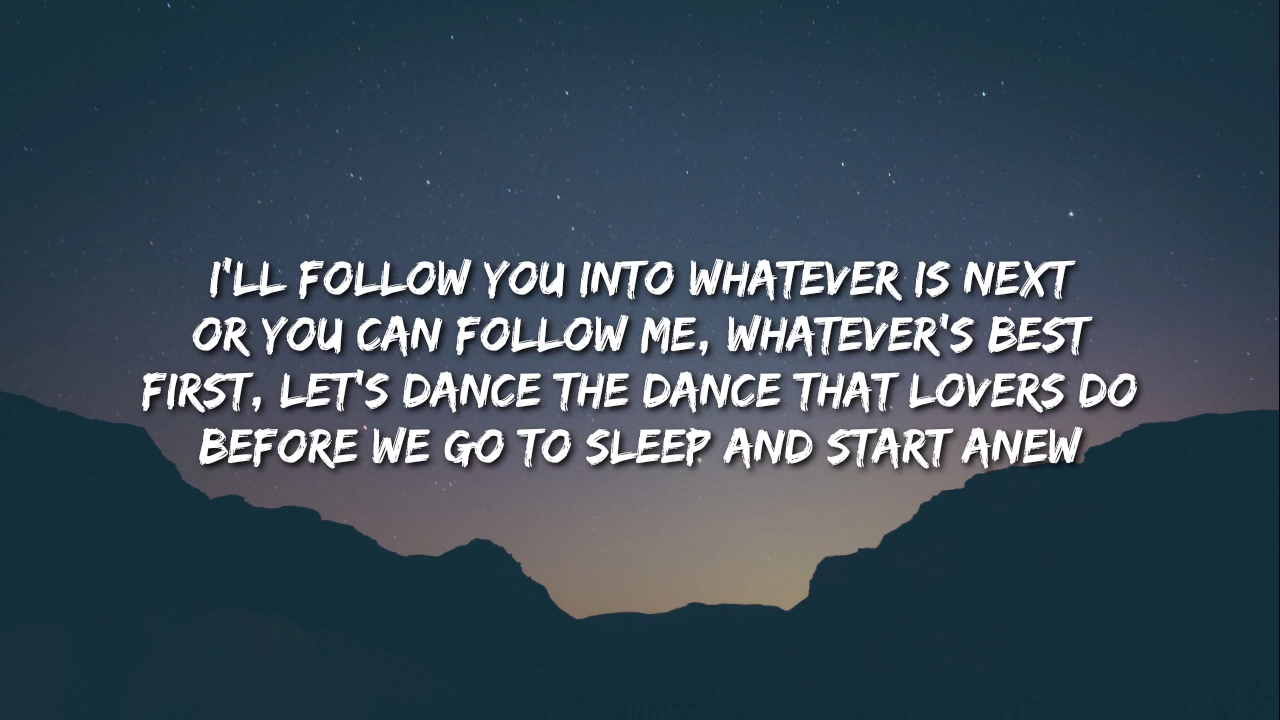 I'LL FOLLOW YOU INTO WHATEVER IS NEXT
OR YOU CAN FOLLOW ME, WHATEVER'S BEST
FIRST, LET'S DANCE THE DANCE THAT LOVERS DO
BEFORE WE GO TO SLEEP AND START ANEW